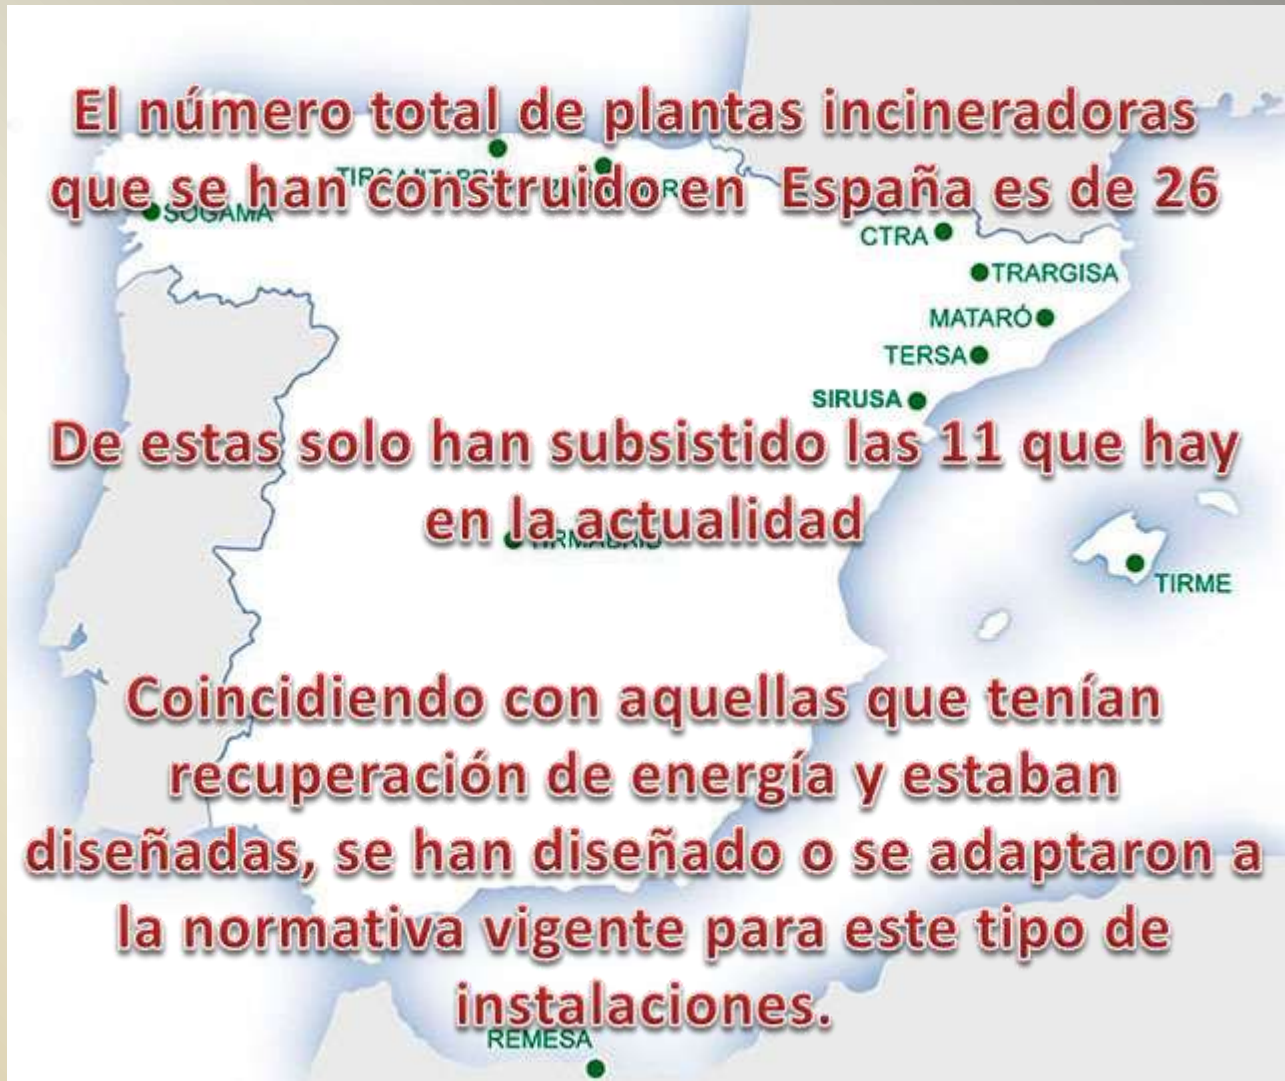 El número total de plantas incineradoras
que se han construido en España es de 26
SOGAMA
CTRA
TRARGISA
MATARÓ
TERSA
SIRUSA
De estas solo han subsistido las 11 que hay
en la actualidad
TIRMADRID
TIRME
Coincidiendo con aquellas que tenían
recuperación de energía y estaban
diseñadas, se han diseñado o se adaptaron a
la normativa vigente para este tipo de
instalaciones.
REMESA